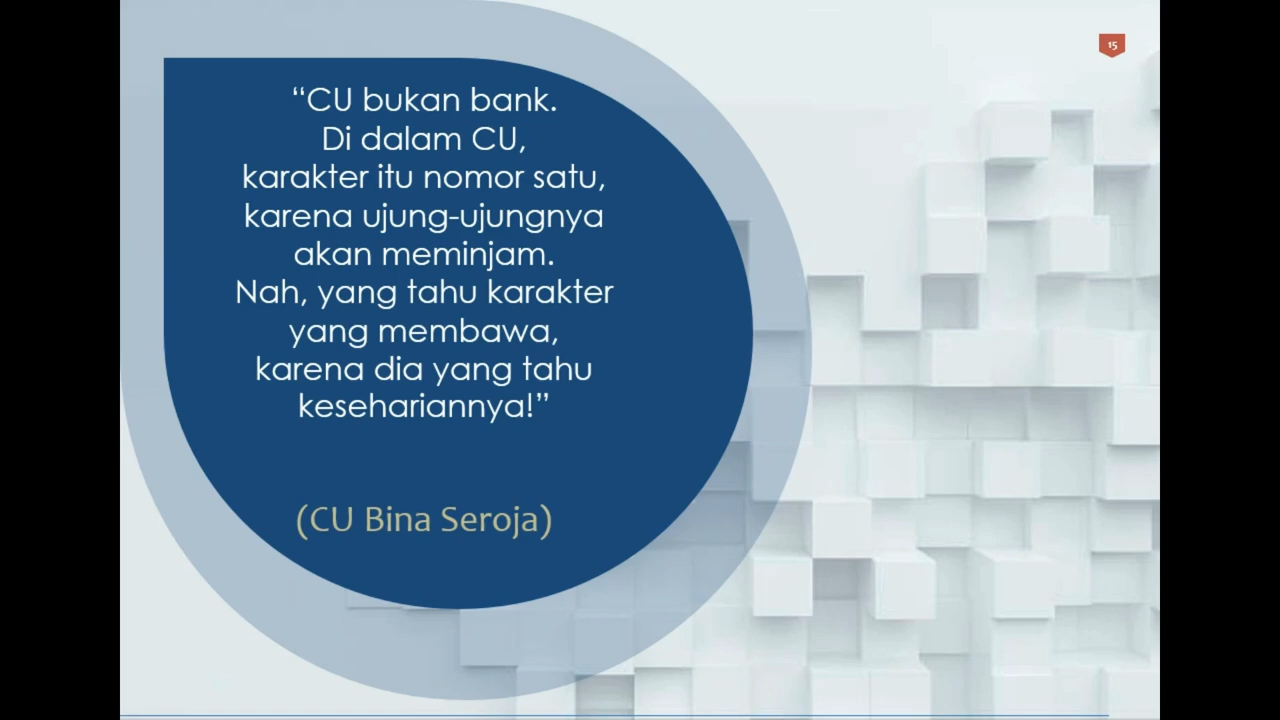 15
“CU bukan bank.
Di dalam CU,
karakter itu nomor satu,
karena ujung-ujungnya
akan meminjam.
Nah, yang tahu karakter
yang membawa,
karena dia yang tahu
kesehariannya!”
(CU Bina Seroja)